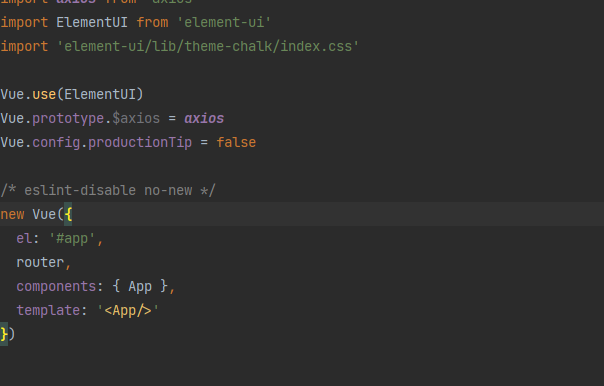 import axios from 'axios'
import ElementUI from 'element-ui'
import 'element-ui/lib/theme-chalk/index.css'
Vue.use(ElementUI)
Vue.prototype.$axios = axios
Vue.config.productionTip = false
/* eslint-disable no-new */
new Vue({
  el: '#app',
  router,
  components: { App },
  template: '<App/>'
})